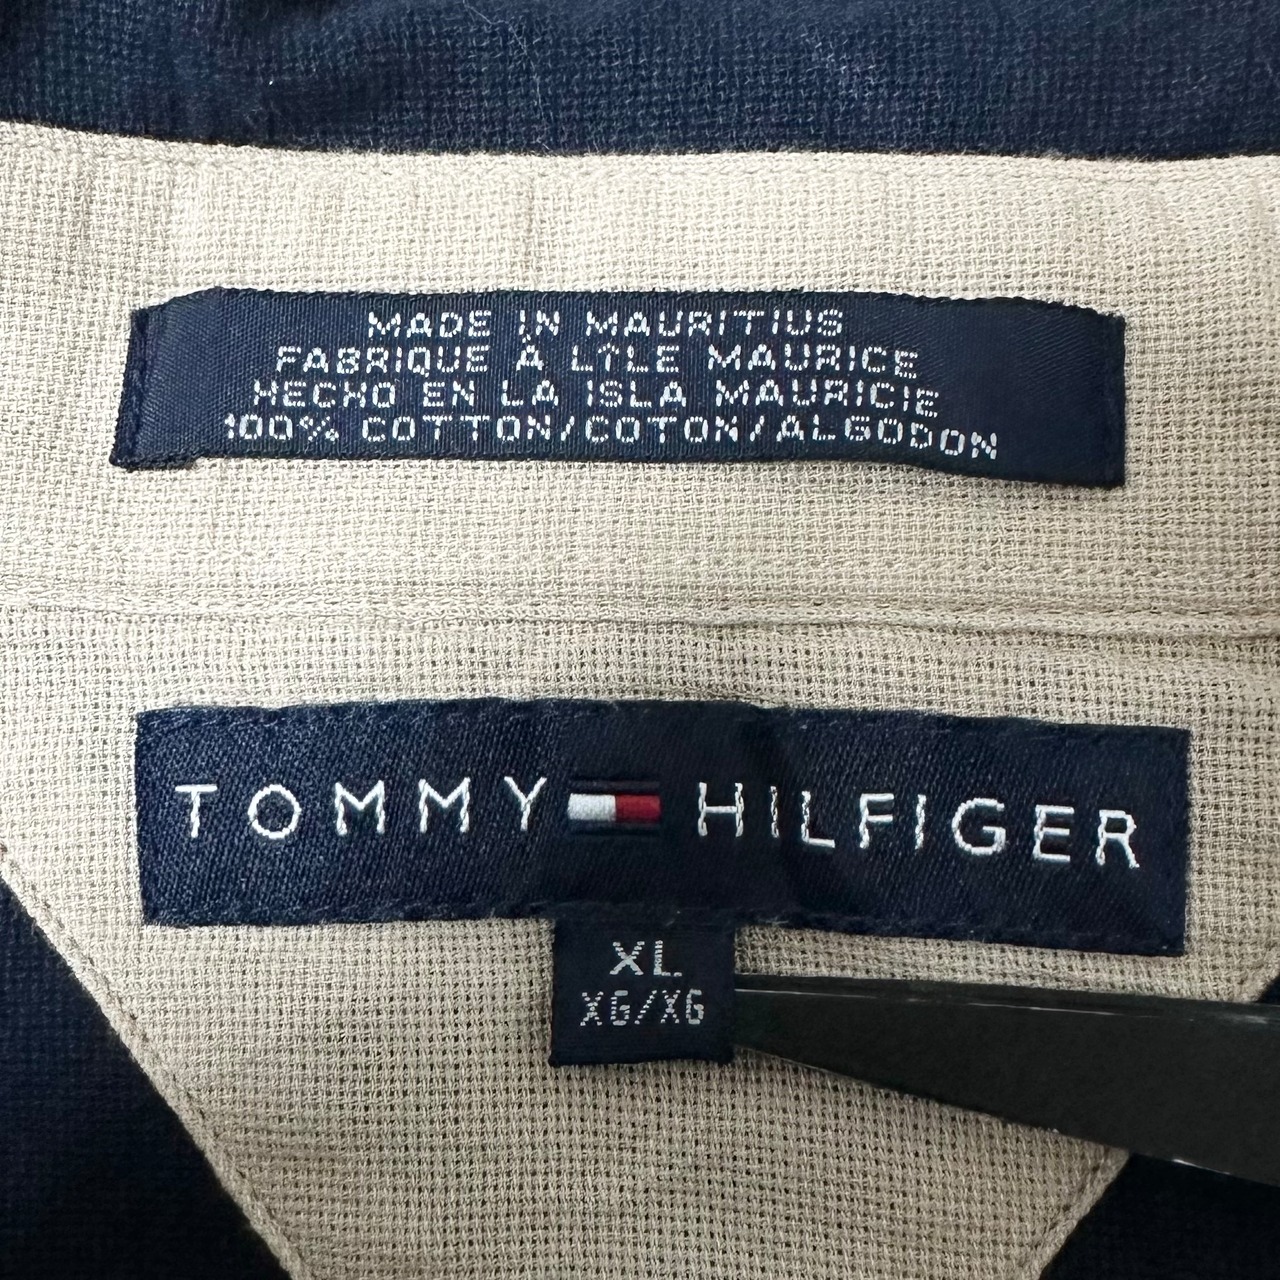 MADE IN MAURITIUS
FABRIQUE À L'ÎLE MAURICE
HECHO EN LA ISLA MAURICIE
100% COTTON/COTON/ALGODON
TOMMY HILFIGER
XL
XG/XG